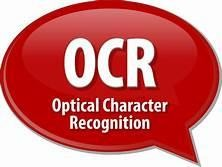 OCR
Optical Character
Recognition